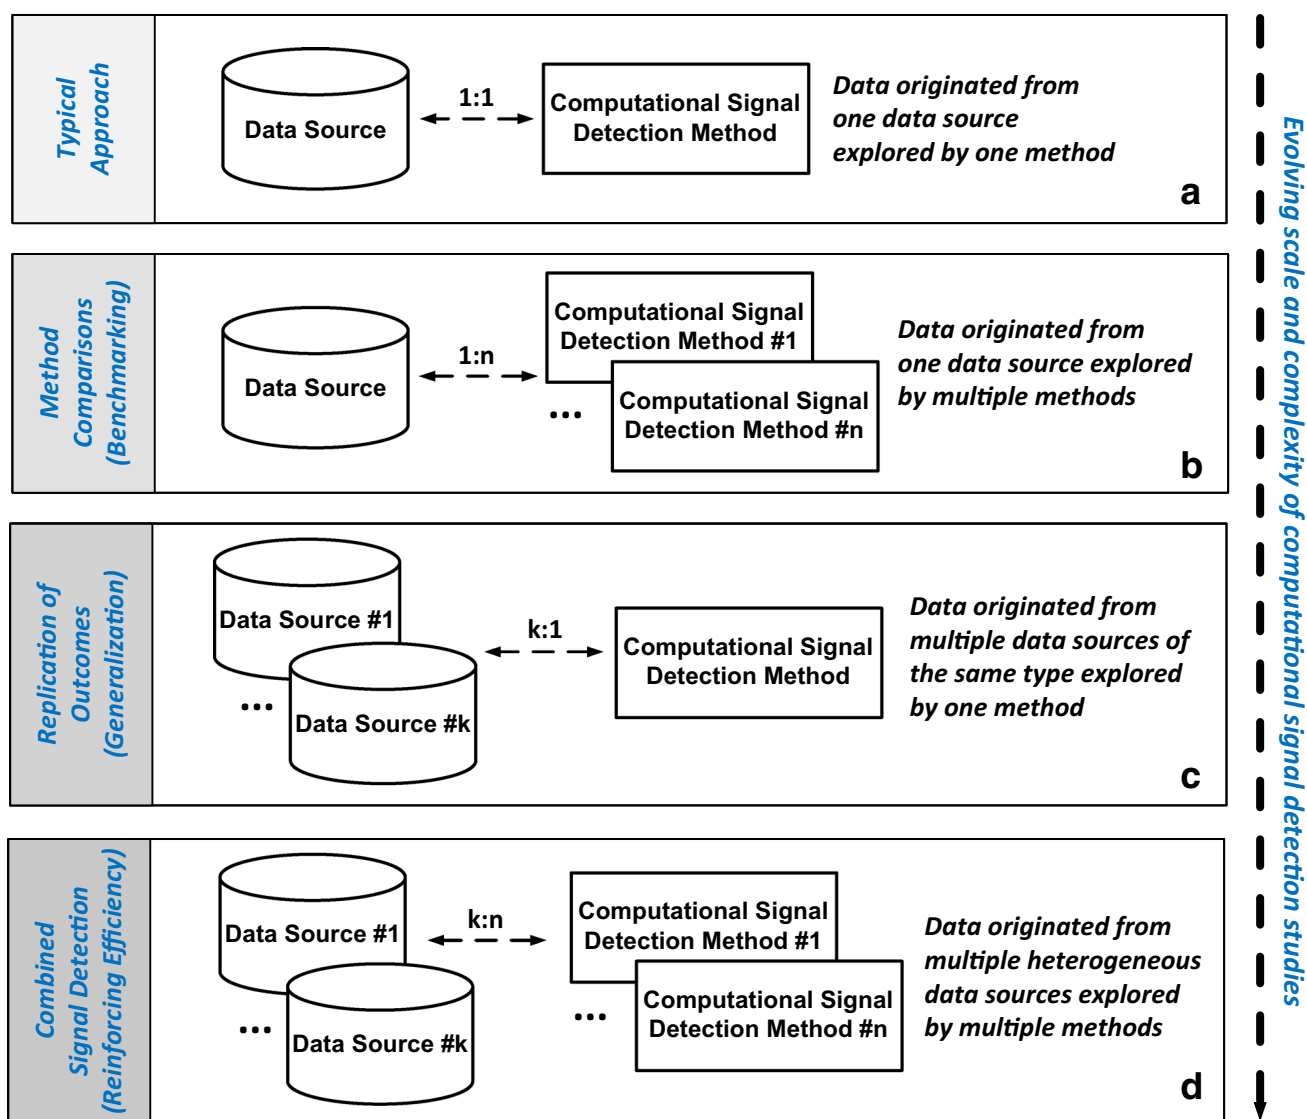 Typical
Approach
Data Source
1:1
Computational Signal
Detection Method
Data originated from
one data source
explored by one method
a
Method
Comparisons
(Benchmarking)
Data Source
1:n
Computational Signal
Detection Method #1
...
Computational Signal
Detection Method #n
Data originated from
one data source explored
by multiple methods
b
Replication of
Outcomes
(Generalization)
Data Source #1
...
Data Source #k
k:1
Computational Signal
Detection Method
Data originated from
multiple data sources of
the same type explored
by one method
c
Combined
Signal Detection
(Reinforcing Efficiency)
Data Source #1
...
Data Source #k
k:n
Computational Signal
Detection Method #1
...
Computational Signal
Detection Method #n
Data originated from
multiple heterogeneous
data sources explored
by multiple methods
d
Evolving scale and complexity of computational signal detection studies